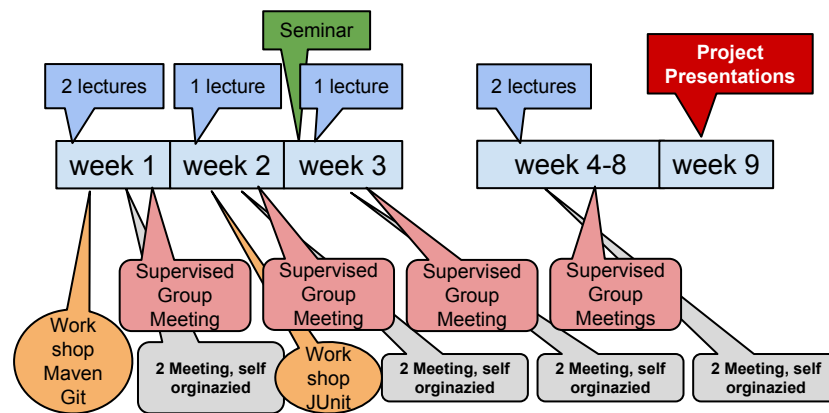 Seminar
Project
Presentations
2 lectures
1 lecture
1 lecture
2 lectures
week 1
week 2
week 3
week 4-8
week 9
Supervised
Group
Meeting
Supervised
Group
Meeting
Supervised
Group
Meeting
Supervised
Group
Meetings
Work
shop
Maven
Git
2 Meeting, self
orginazied
Work
shop
JUnit
2 Meeting, self
orginazied
2 Meeting, self
orginazied
2 Meeting, self
orginazied